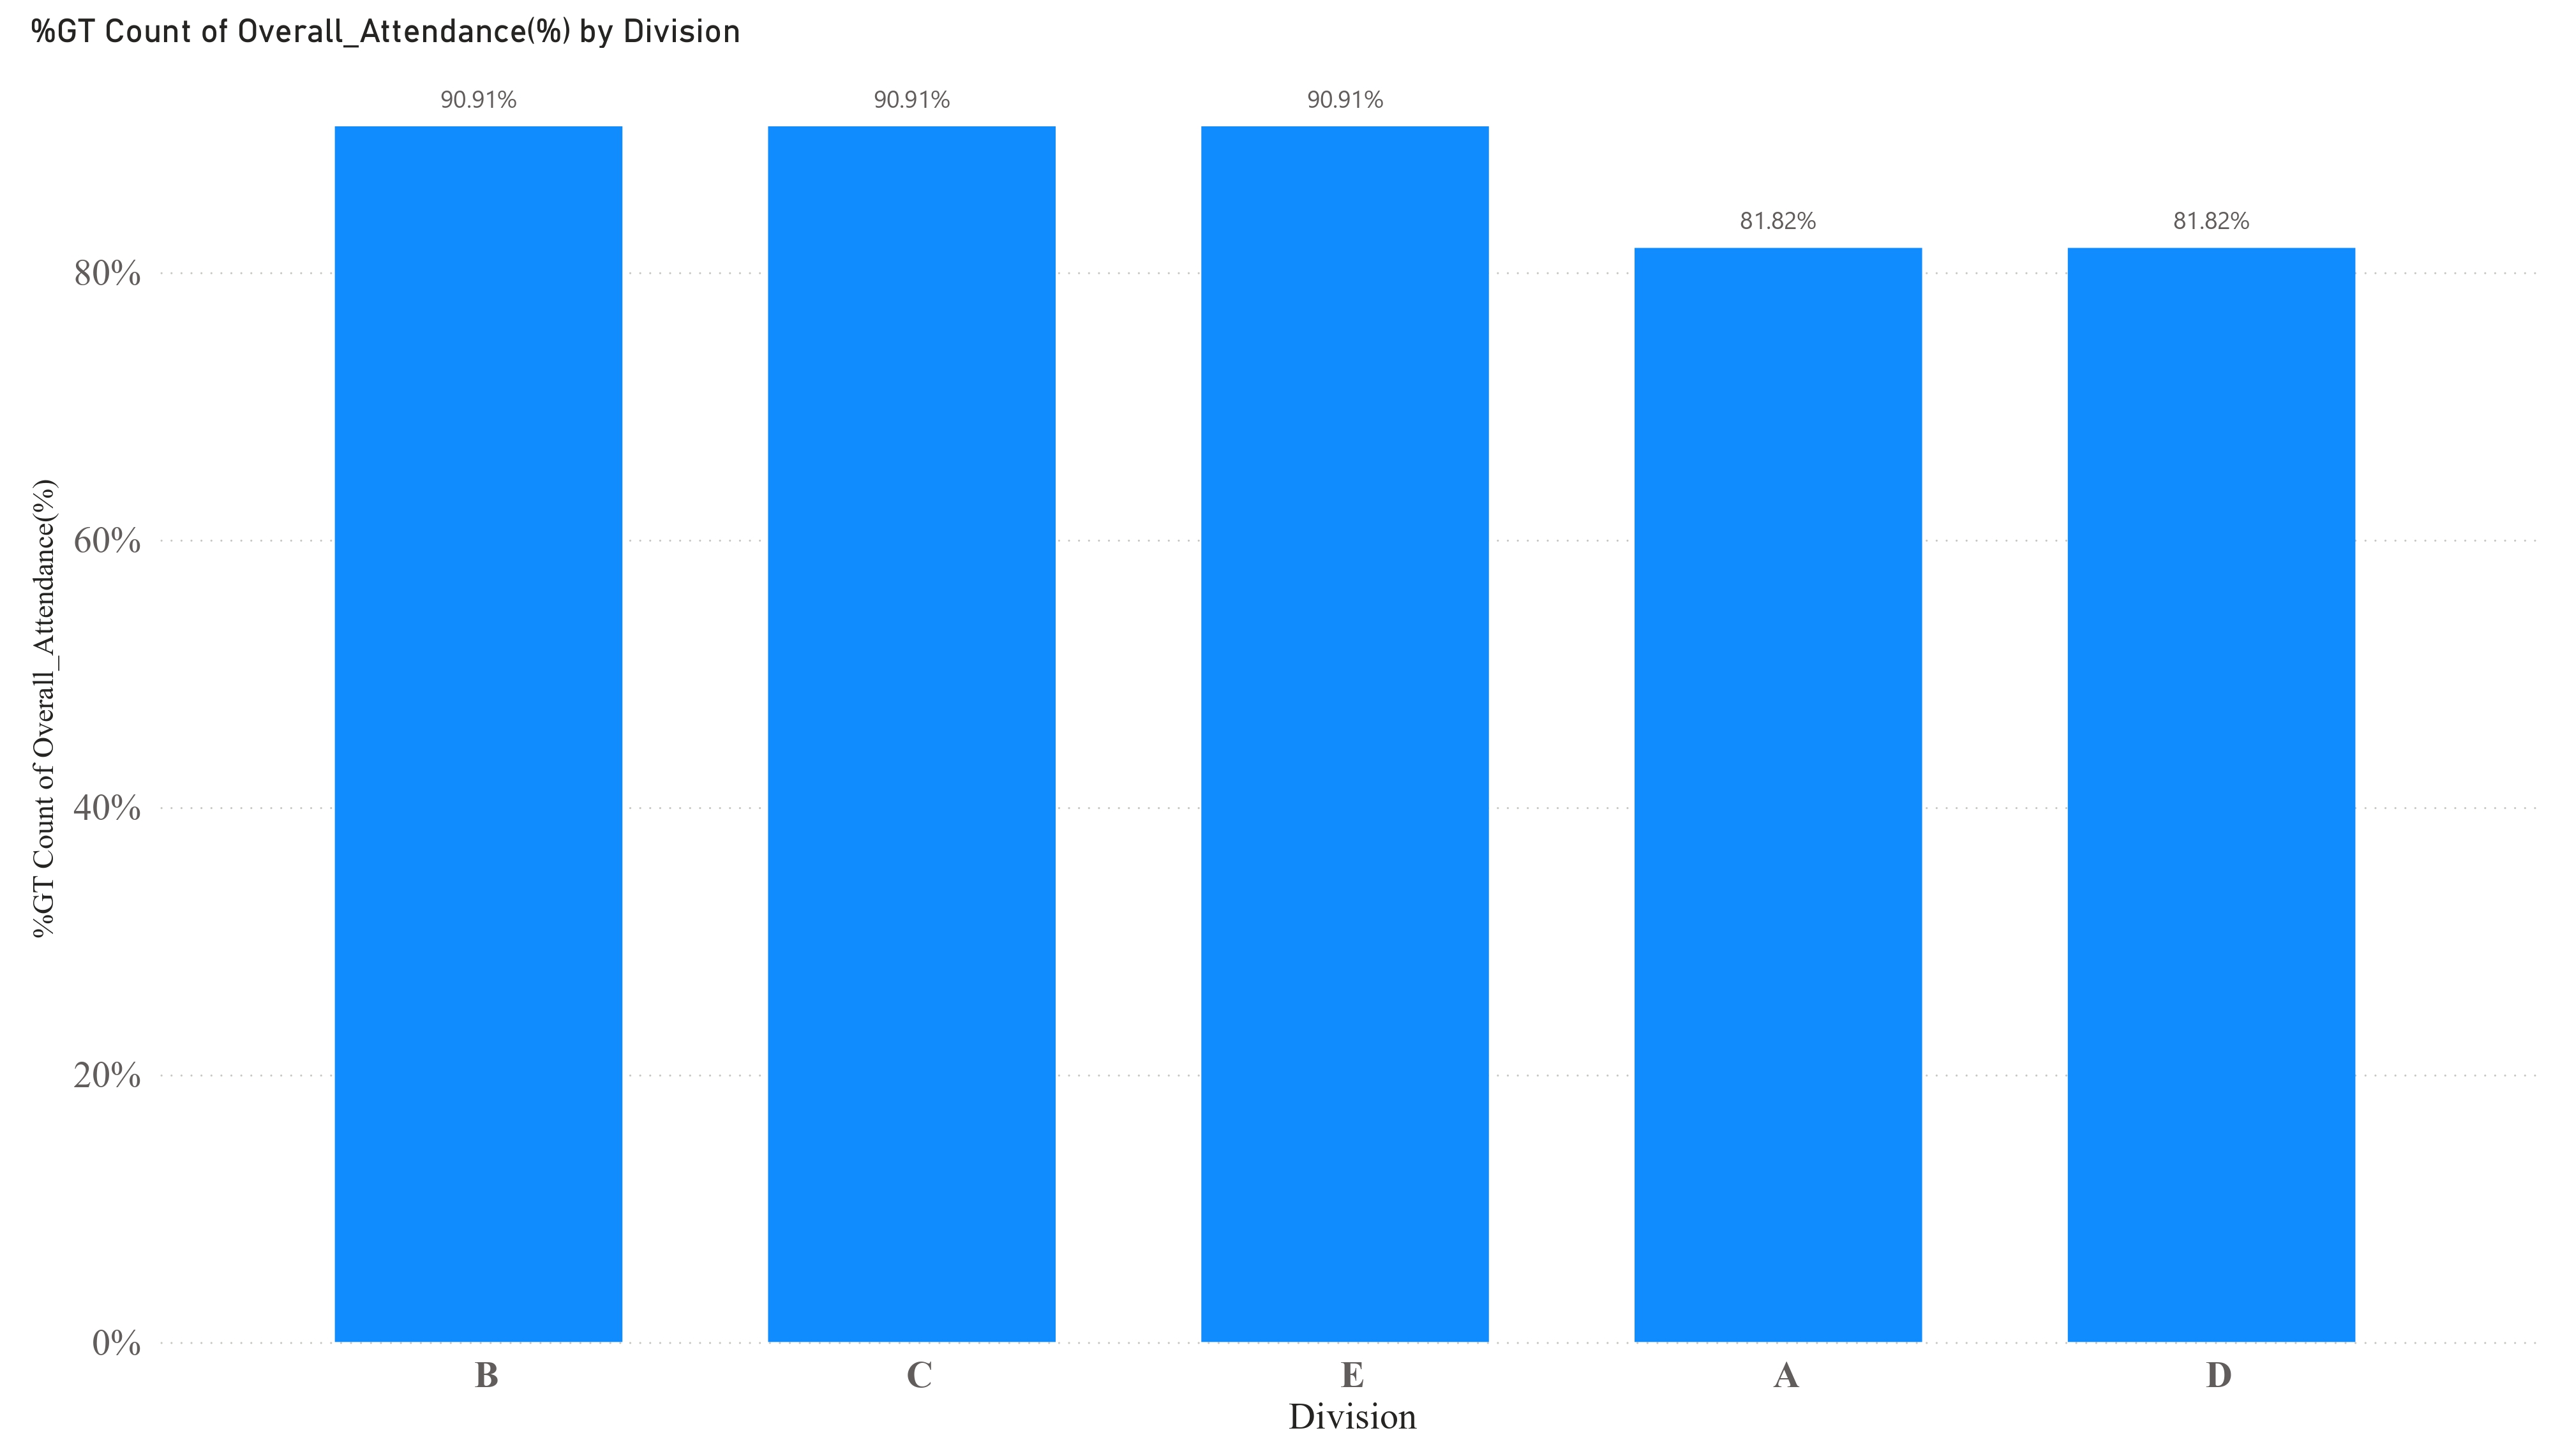 %GT Count of Overall_Attendance(%) by Division
90.91%
90.91%
90.91%
81.82%
81.82%
80%
60%
40%
20%
0%
%GT Count of Overall_Attendance(%)
B
C
E
A
D
Division